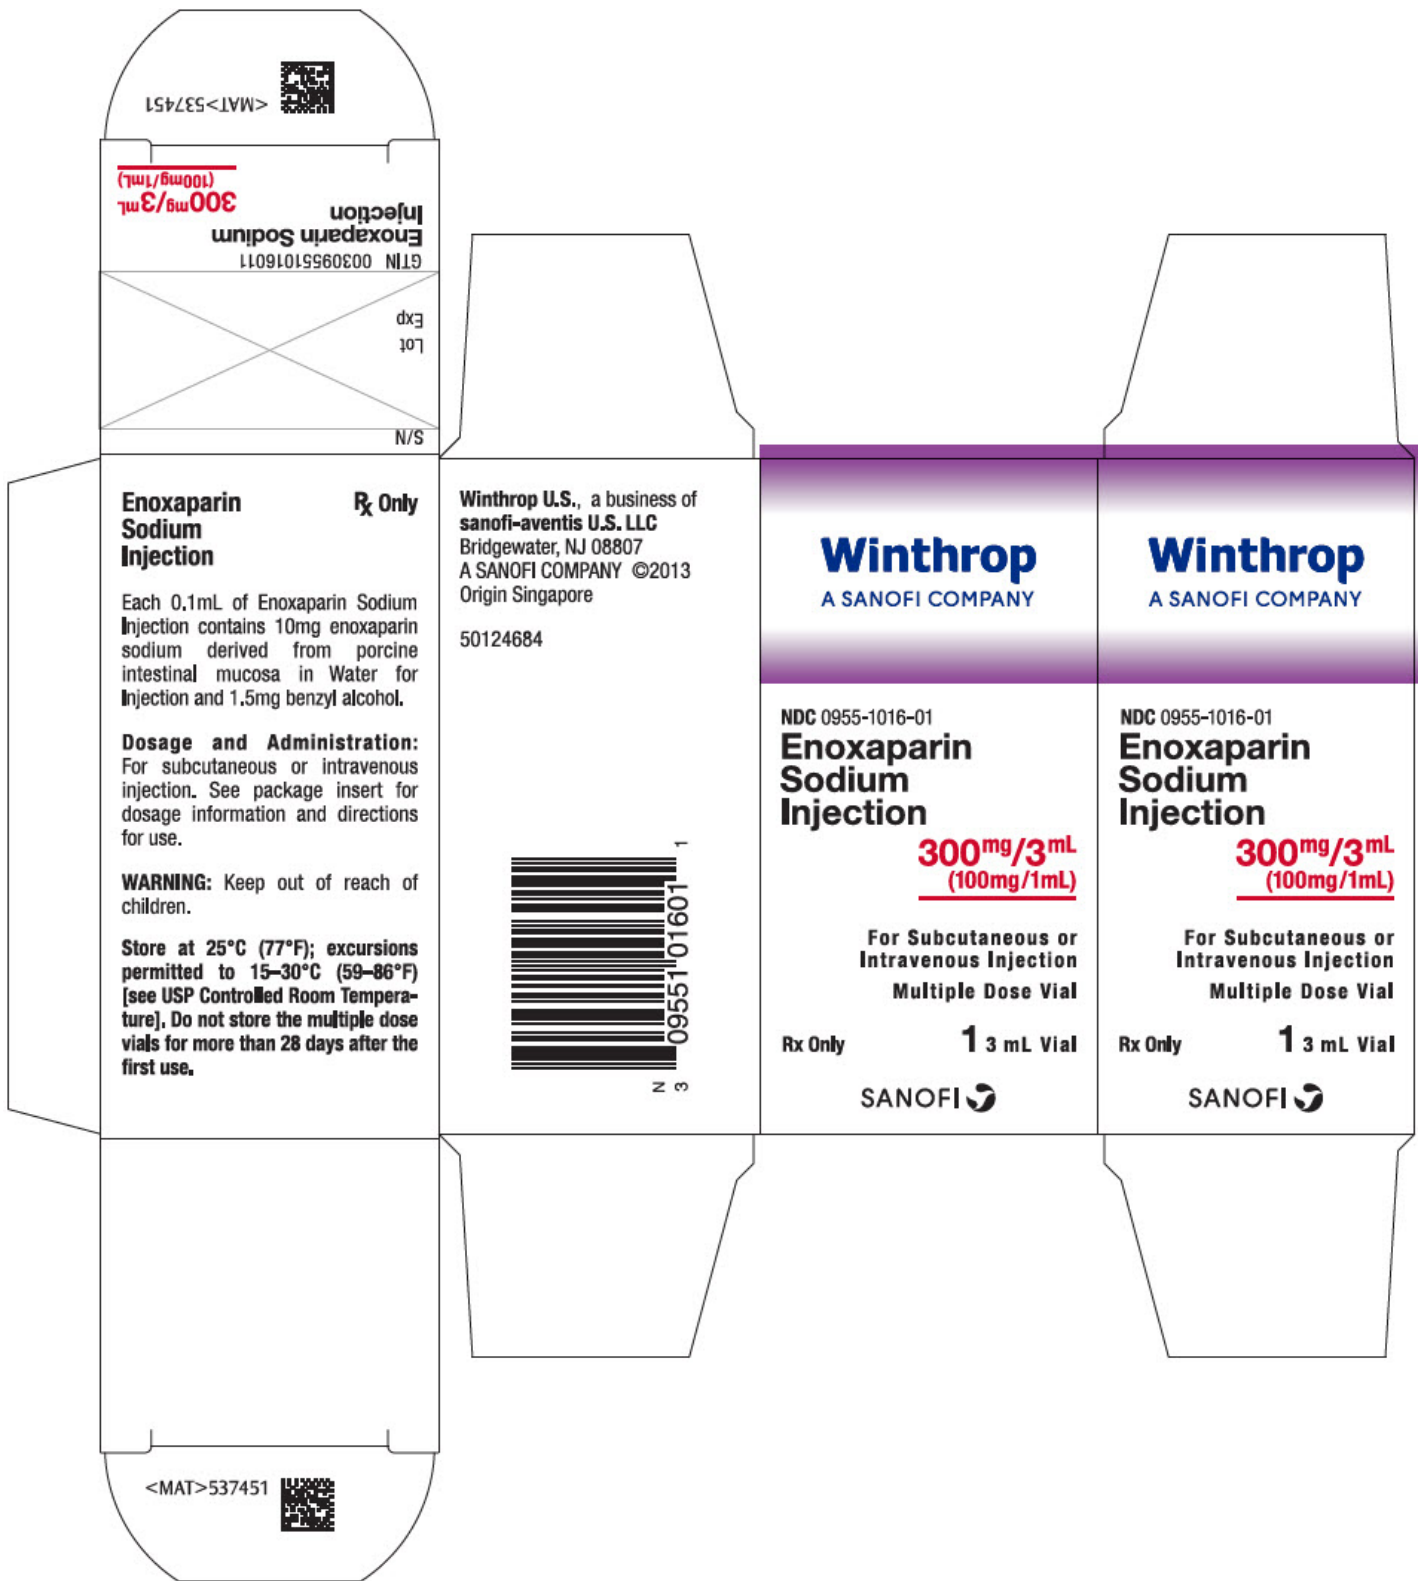 <MAT>537451
S/N
Lot
Exp
GTIN 00309551016011
Enoxaparin Sodium
Injection
300mg/3mL
(100mg/1mL)
Enoxaparin
Sodium
Injection
Rx Only
Each 0.1mL of Enoxaparin Sodium
Injection contains 10mg enoxaparin
sodium derived from porcine
intestinal mucosa in Water for
Injection and 1.5mg benzyl alcohol.
Dosage and Administration:
For subcutaneous or intravenous
injection. See package insert for
dosage information and directions
for use.
WARNING: Keep out of reach of
children.
Store at 25°C (77°F); excursions
permitted to 15–30°C (59–86°F)
[see USP Controlled Room Tempera-
ture]. Do not store the multiple dose
vials for more than 28 days after the
first use.
<MAT>537451
Winthrop U.S., a business of
sanofi-aventis U.S. LLC
Bridgewater, NJ 08807
A SANOFI COMPANY ©2013
Origin Singapore
50124684
N
3 09551 01601 1
Winthrop
A SANOFI COMPANY
NDC 0955-1016-01
Enoxaparin
Sodium
Injection
300mg/3mL
(100mg/1mL)
For Subcutaneous or
Intravenous Injection
Multiple Dose Vial
Rx Only 1 3 mL Vial
SANOFI
Winthrop
A SANOFI COMPANY
NDC 0955-1016-01
Enoxaparin
Sodium
Injection
300mg/3mL
(100mg/1mL)
For Subcutaneous or
Intravenous Injection
Multiple Dose Vial
Rx Only 1 3 mL Vial
SANOFI